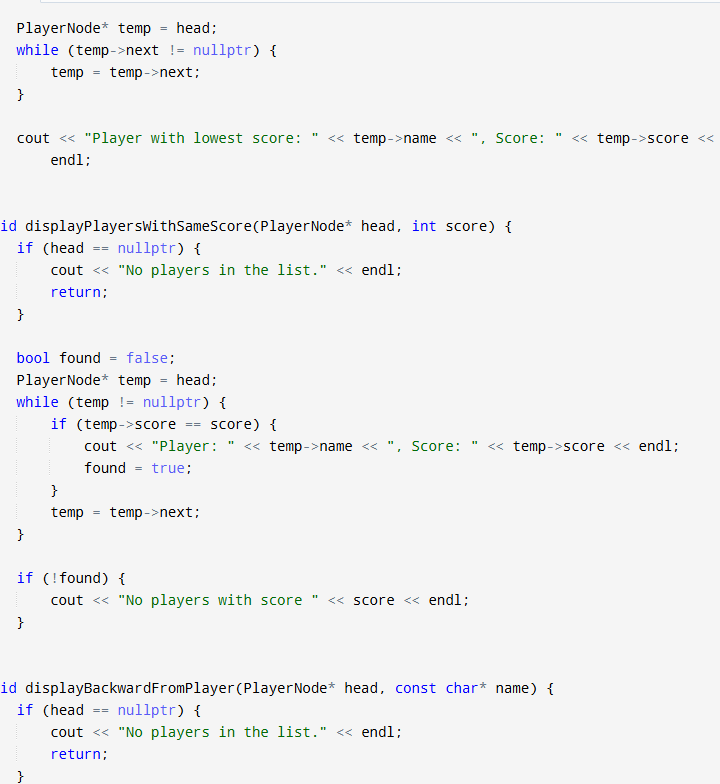 PlayerNode* temp = head;
while (temp->next != nullptr) {
temp = temp->next;
}
cout << "Player with lowest score: " << temp->name << ", Score: " << temp->score <<
endl;
id displayPlayersWithSameScore(PlayerNode* head, int score) {
if (head == nullptr) {
cout << "No players in the list." << endl;
return;
}
bool found = false;
PlayerNode* temp = head;
while (temp != nullptr) {
if (temp->score == score) {
cout << "Player: " << temp->name << ", Score: " << temp->score << endl;
found = true;
}
temp = temp->next;
}
if (!found) {
cout << "No players with score " << score << endl;
}
id displayBackwardFromPlayer(PlayerNode* head, const char* name) {
if (head == nullptr) {
cout << "No players in the list." << endl;
return;
}